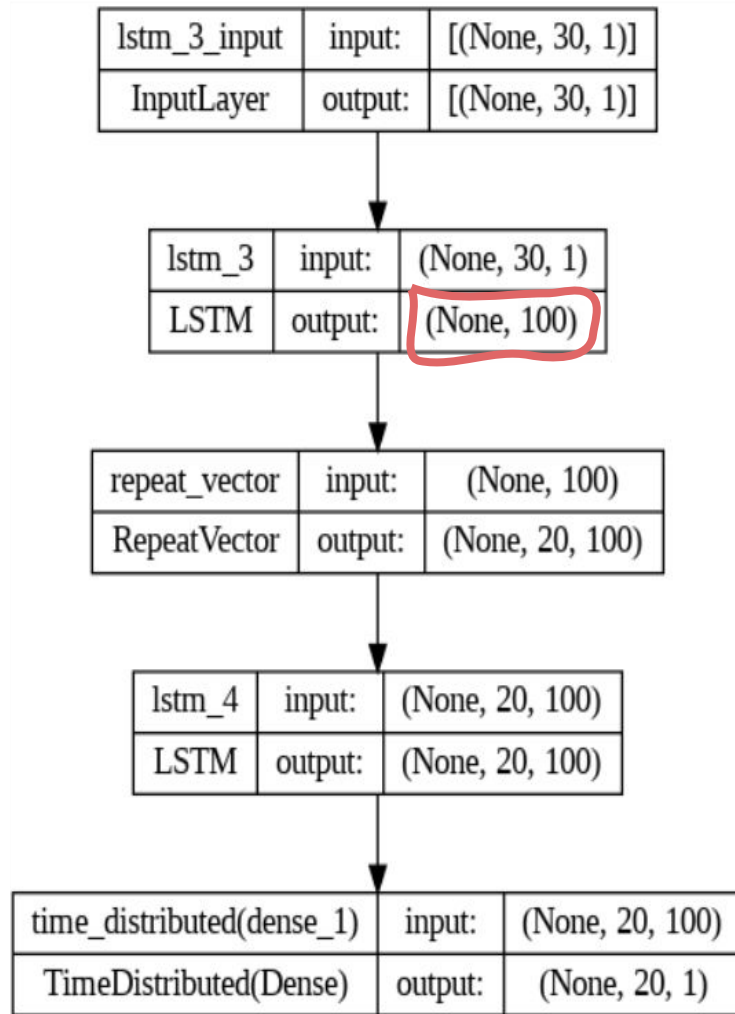 lstm_3_input input: [(None, 30, 1)]
InputLayer output: [(None, 30, 1)]
lstm_3 input: (None, 30, 1)
LSTM output: (None, 100)
repeat_vector input: (None, 100)
RepeatVector output: (None, 20, 100)
lstm_4 input: (None, 20, 100)
LSTM output: (None, 20, 100)
time_distributed(dense_1) input: (None, 20, 100)
TimeDistributed(Dense) output: (None, 20, 1)